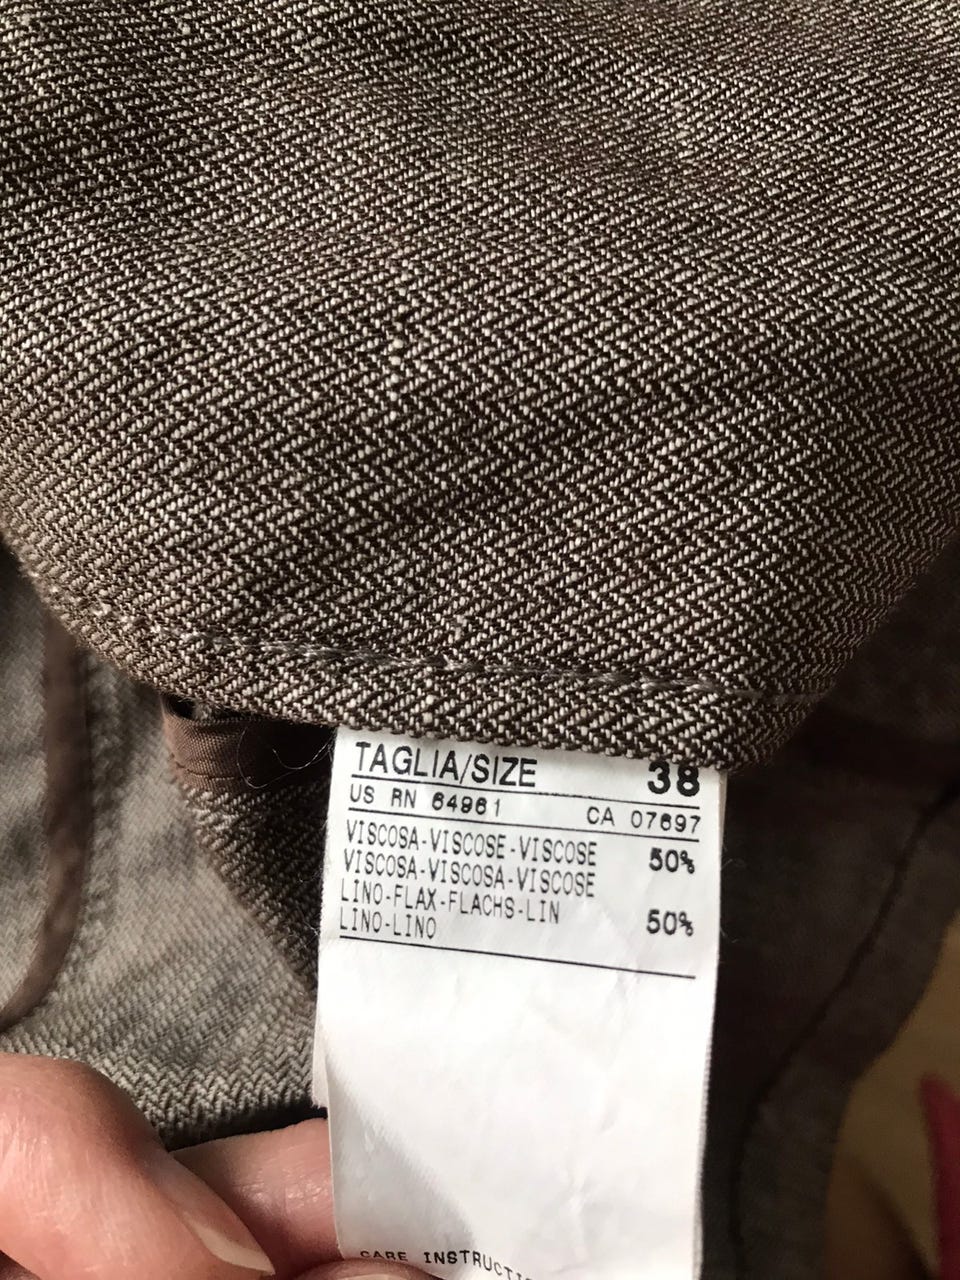 TAGLIA/SIZE 38
US RN 64961 CA 07697
VISCOSA-VISCOSE-VISCOSE 50%
VISCOSA-VISCOSA-VISCOSE
LINO-FLAX-FLACHS-LIN 50%
LINO-LINO
CARE